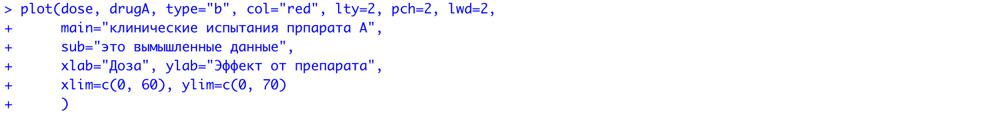 > plot(dose, drugA, type="b", col="red", lty=2, pch=2, lwd=2,
+      main="клинические испытания прпарата А",
+      sub="это вымышленные данные",
+      xlab="Доза", ylab="Эффект от препарата",
+      xlim=c(0, 60), ylim=c(0, 70)
+      )